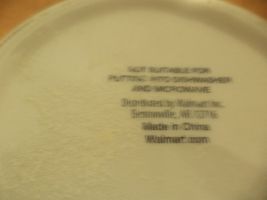 NOT SUITABLE FOR
PUTTING INTO DISHWASHER
AND MICROWAVE
Distributed by Walmart Inc.
Bentonville, AR 72716
Made in China
Walmart.com